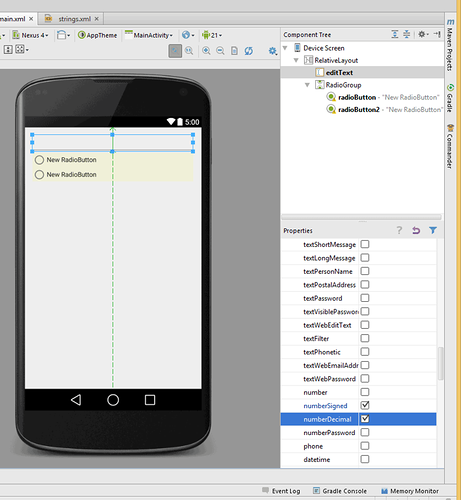 main.xml × strings.xml ×
Nexus 4 AppTheme MainActivity 21
5:00
New RadioButton
New RadioButton
Component Tree
Device Screen
RelativeLayout
editText
RadioGroup
radioButton - "New RadioButton"
radioButton2 - "New RadioButton"
Properties
?
textShortMessage
textLongMessage
textPersonName
textPostalAddress
textPassword
textVisiblePassword
textWebEditText
textFilter
textPhonetic
textWebEmailAddr
textWebPassword
number
numberSigned
numberDecimal
numberPassword
phone
datetime
m Maven Projects
Gradle
Commander
Event Log Gradle Console Memory Monitor